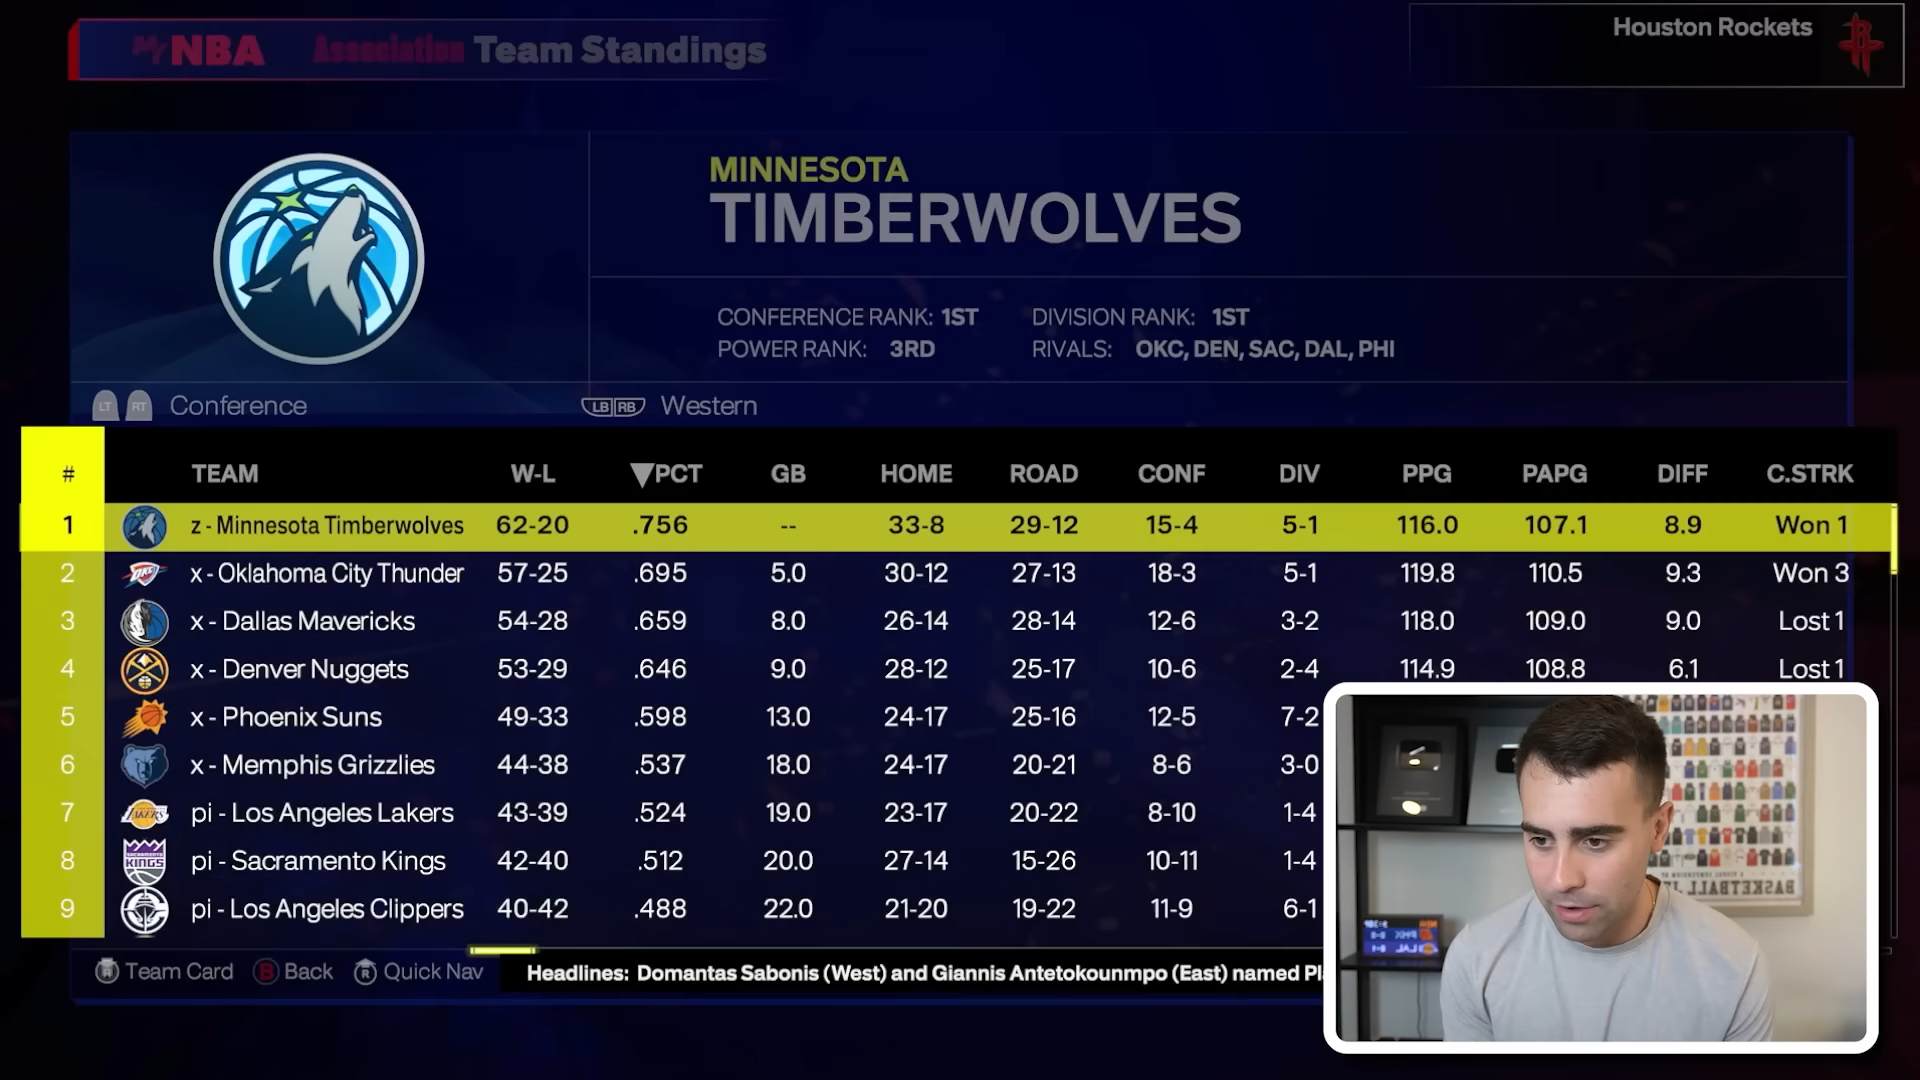 MyNBA Association Team Standings
Houston Rockets
MINNESOTA
TIMBERWOLVES
CONFERENCE RANK: 1ST DIVISION RANK: 1ST
POWER RANK: 3RD RIVALS: OKC, DEN, SAC, DAL, PHI
LT RT Conference LB RB Western
# TEAM W-L ▼PCT GB HOME ROAD CONF DIV PPG PAPG DIFF C.STRK
1 z - Minnesota Timberwolves 62-20 .756 -- 33-8 29-12 15-4 5-1 116.0 107.1 8.9 Won 1
2 x - Oklahoma City Thunder 57-25 .695 5.0 30-12 27-13 18-3 5-1 119.8 110.5 9.3 Won 3
3 x - Dallas Mavericks 54-28 .659 8.0 26-14 28-14 12-6 3-2 118.0 109.0 9.0 Lost 1
4 x - Denver Nuggets 53-29 .646 9.0 28-12 25-17 10-6 2-4 114.9 108.8 6.1 Lost 1
5 x - Phoenix Suns 49-33 .598 13.0 24-17 25-16 12-5 7-2
6 x - Memphis Grizzlies 44-38 .537 18.0 24-17 20-21 8-6 3-0
7 pi - Los Angeles Lakers 43-39 .524 19.0 23-17 20-22 8-10 1-4
8 pi - Sacramento Kings 42-40 .512 20.0 27-14 15-26 10-11 1-4
9 pi - Los Angeles Clippers 40-42 .488 22.0 21-20 19-22 11-9 6-1
R Team Card B Back R Quick Nav
Headlines: Domantas Sabonis (West) and Giannis Antetokounmpo (East) named Pl